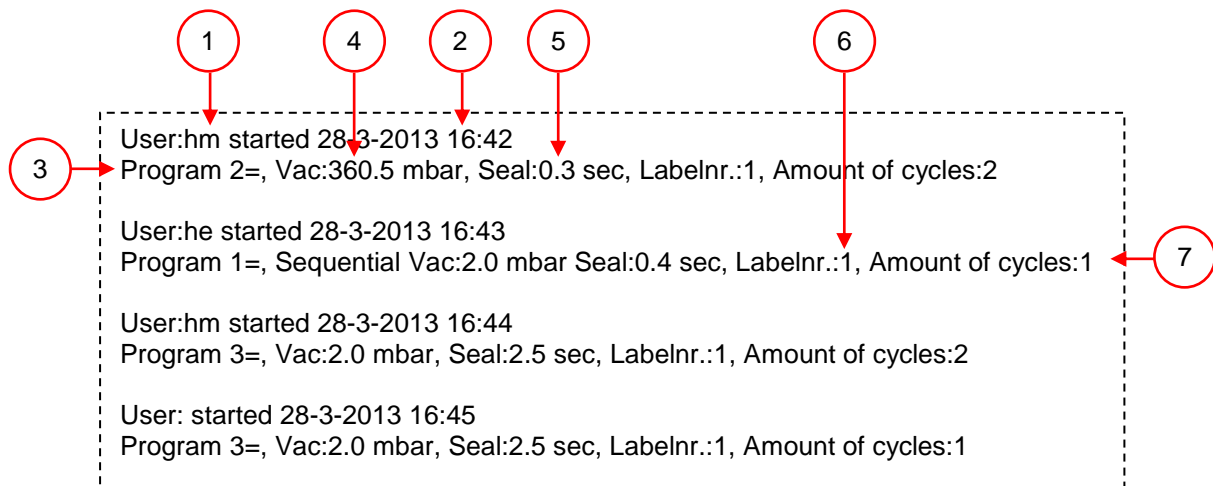 1
4
2
5
6
User:hm started 28-3-2013 16:42
3
Program 2=, Vac:360.5 mbar, Seal:0.3 sec, Labelnr.:1, Amount of cycles:2
User:he started 28-3-2013 16:43
Program 1=, Sequential Vac:2.0 mbar Seal:0.4 sec, Labelnr.:1, Amount of cycles:1
7
User:hm started 28-3-2013 16:44
Program 3=, Vac:2.0 mbar, Seal:2.5 sec, Labelnr.:1, Amount of cycles:2
User: started 28-3-2013 16:45
Program 3=, Vac:2.0 mbar, Seal:2.5 sec, Labelnr.:1, Amount of cycles:1